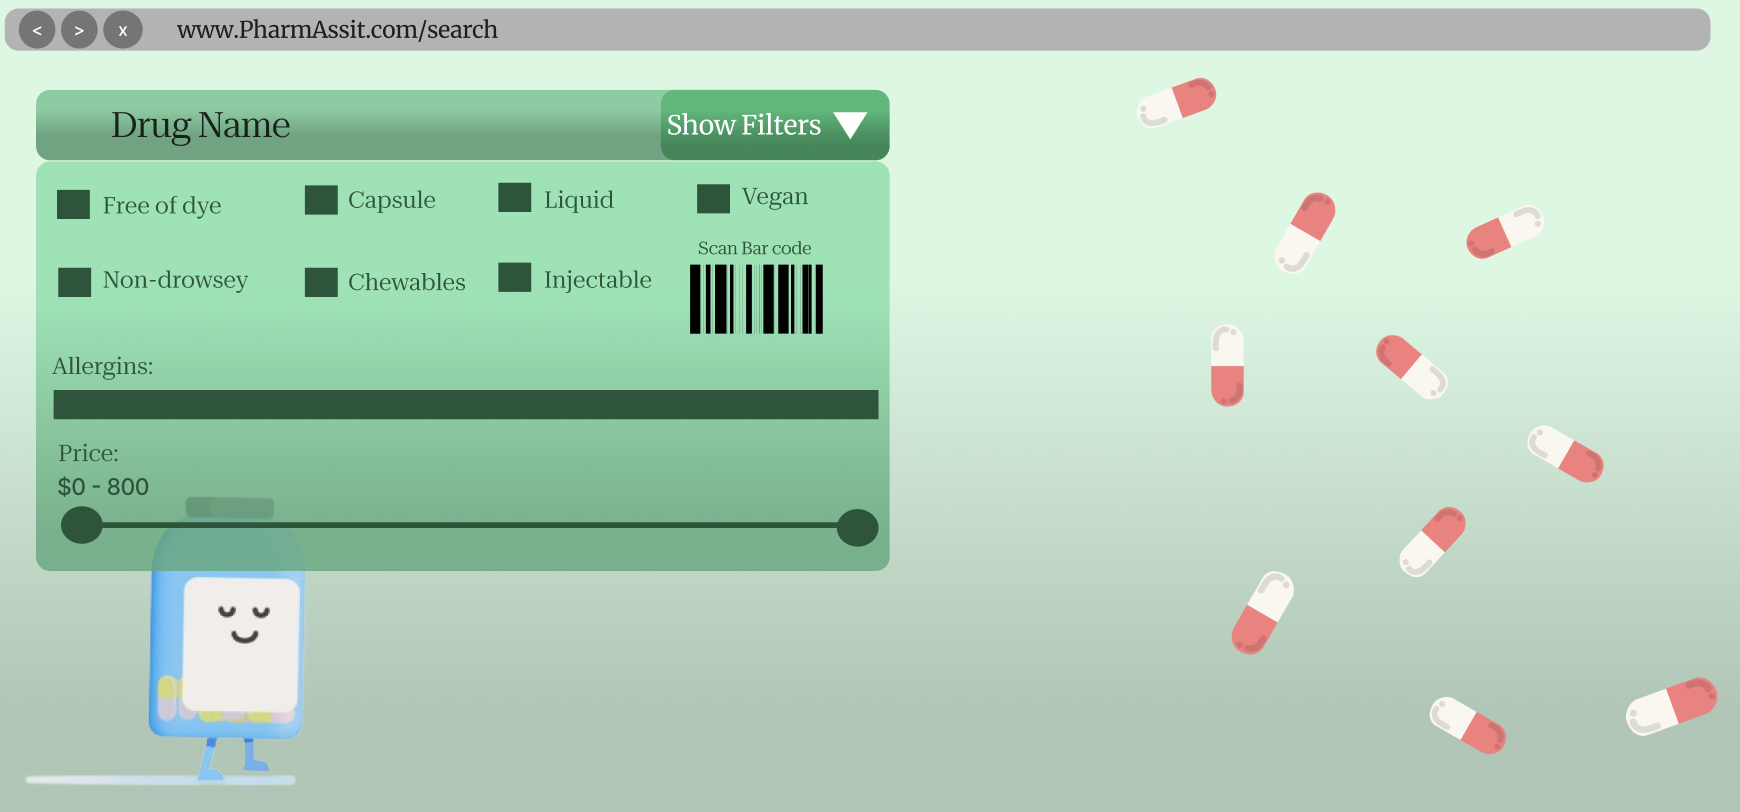 < > x www.PharmAssit.com/search
Drug Name
Show Filters
Free of dye
Capsule
Liquid
Vegan
Scan Bar code
Non-drowsey
Chewables
Injectable
Allergins:
Price:
$0 - 800